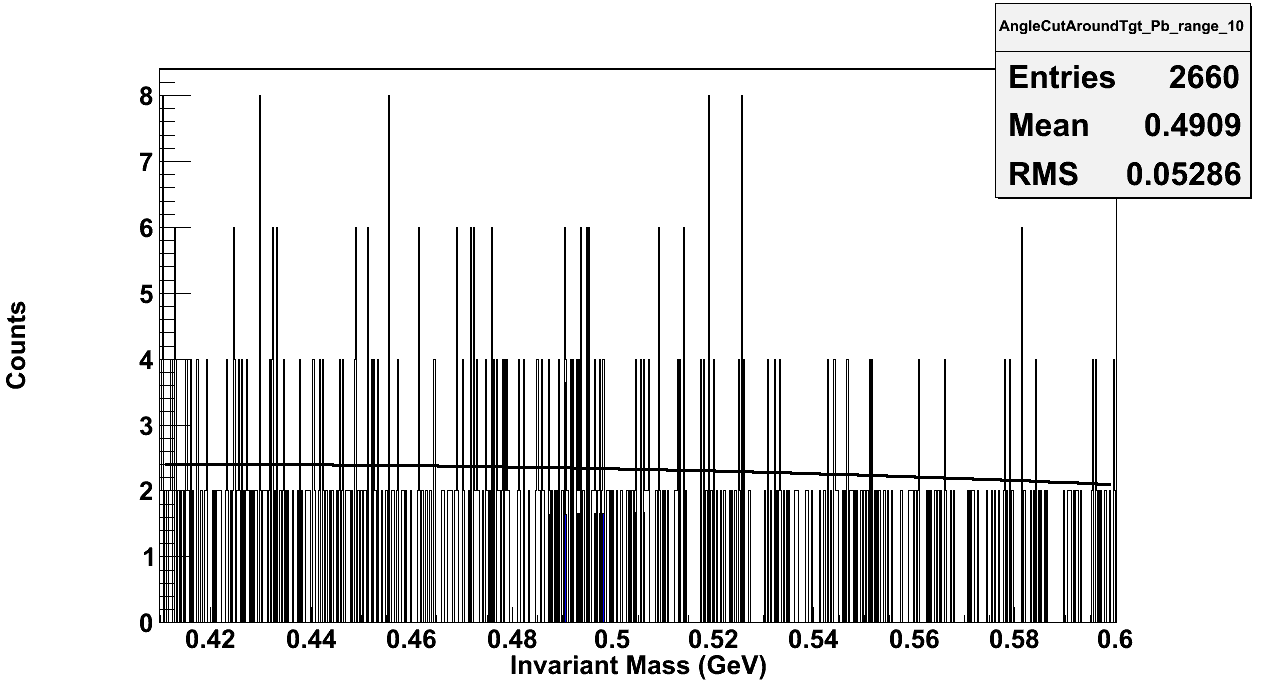 AngleCutAroundTgt_Pb_range_10
Entries 2660
Mean 0.4909
RMS 0.05286
8
7
6
5
4
3
2
1
0
Counts
0.42 0.44 0.46 0.48 0.5 0.52 0.54 0.56 0.58 0.6
Invariant Mass (GeV)